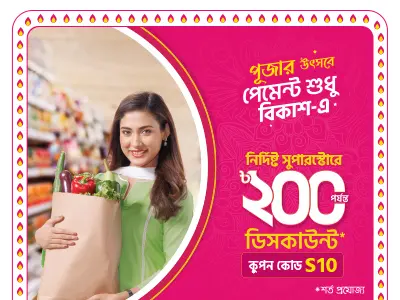 পূজার উৎসবে
পেমেন্ট শুধু
বিকাশ-এ*
নির্দিষ্ট সুপারস্টোরে
৳২০০ পর্যন্ত
ডিসকাউন্ট*
কুপন কোড S10
*শর্ত প্রযোজ্য